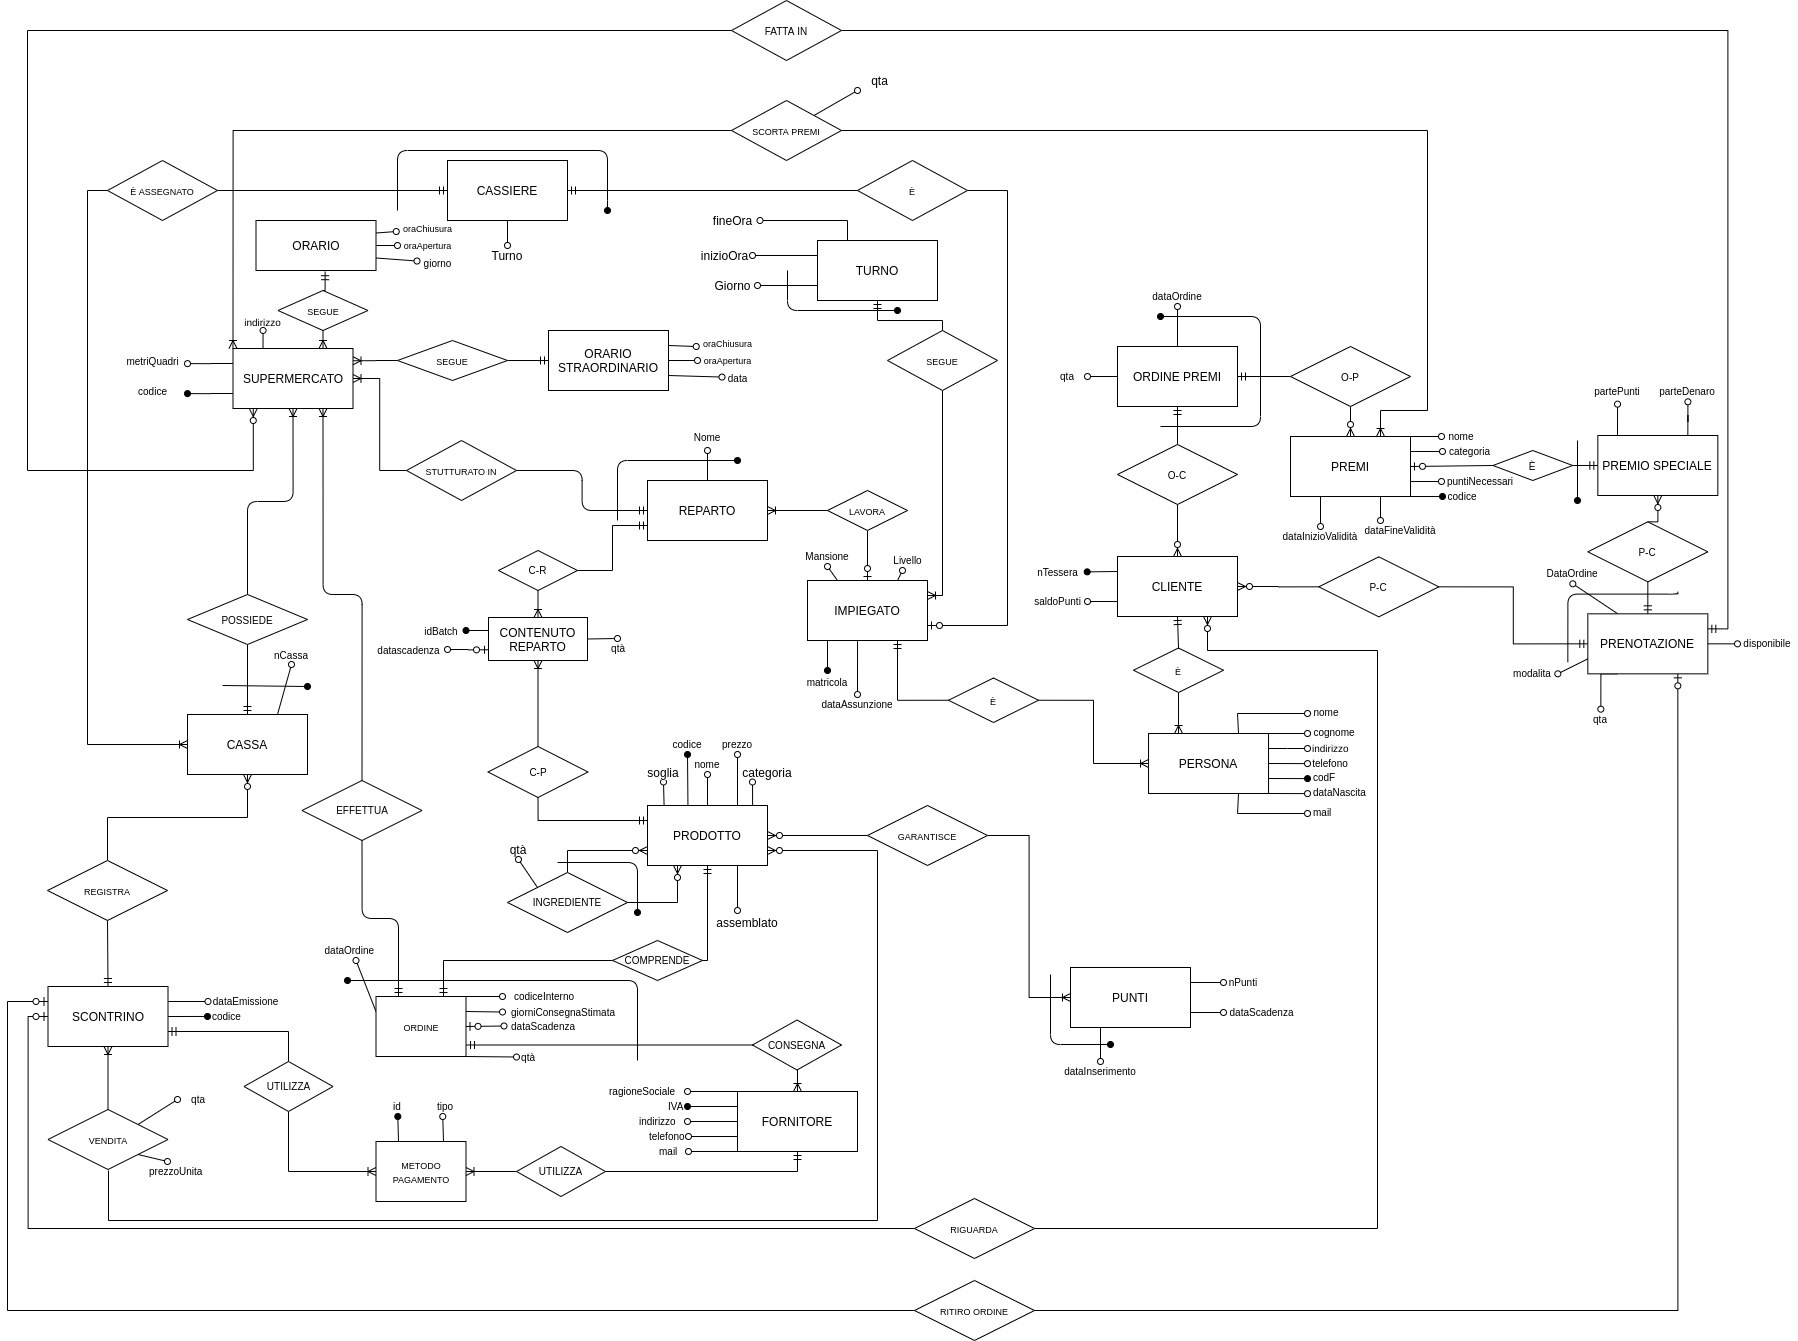 FATTA IN
qta
SCORTA PREMI
È ASSEGNATO
CASSIERE
È
Turno
ORARIO
oraChiusura
oraApertura
giorno
fineOra
inizioOra
Giorno
TURNO
SEGUE
indirizzo
metriQuadri
codice
SUPERMERCATO
SEGUE
ORARIO
STRAORDINARIO
oraChiusura
oraApertura
data
SEGUE
dataOrdine
qta
ORDINE PREMI
O-P
partePunti
parteDenaro
nome
categoria
PREMI
puntiNecessari
codice
È
PREMIO SPECIALE
dataInizioValidità
dataFineValidità
STUTTURATO IN
Nome
REPARTO
LAVORA
O-C
P-C
C-R
Mansione
Livello
IMPIEGATO
nTessera
saldoPunti
CLIENTE
P-C
DataOrdine
POSSIEDE
idBatch
datascadenza
CONTENUTO
REPARTO
qtà
PRENOTAZIONE
disponibile
modalita
qta
nCassa
matricola
dataAssunzione
È
È
CASSA
nome
cognome
indirizzo
telefono
codF
dataNascita
mail
PERSONA
C-P
codice
prezzo
soglia
nome
categoria
EFFETTUA
PRODOTTO
GARANTISCE
qtà
INGREDIENTE
assemblato
REGISTRA
dataOrdine
COMPRENDE
codiceInterno
giorniConsegnaStimata
dataScadenza
qtà
ORDINE
nPunti
PUNTI
dataScadenza
dataInserimento
SCONTRINO
dataEmissione
codice
CONSEGNA
UTILIZZA
ragioneSociale
IVA
indirizzo
telefono
mail
FORNITORE
id
tipo
qta
VENDITA
prezzoUnita
METODO
PAGAMENTO
UTILIZZA
RIGUARDA
RITIRO ORDINE